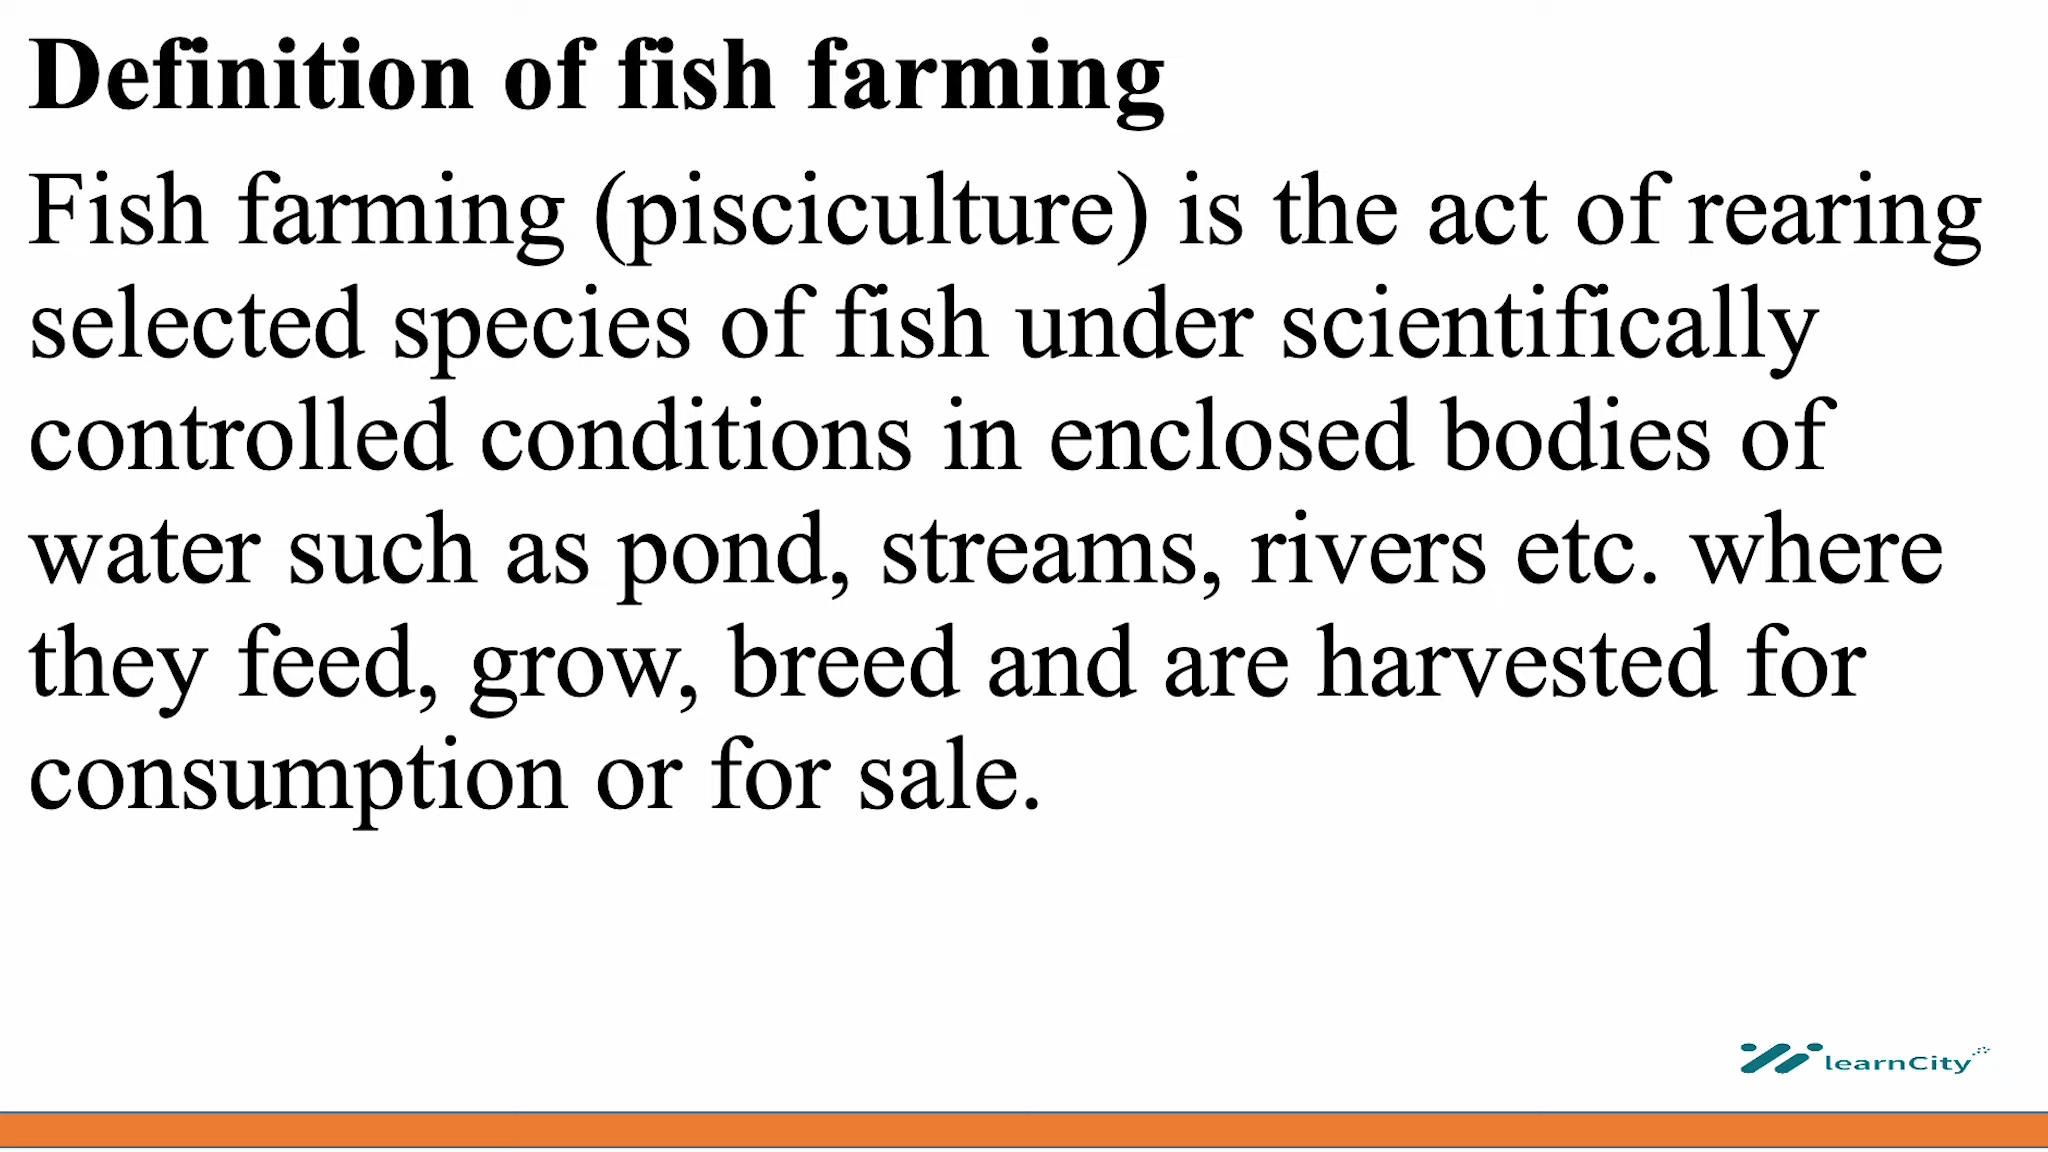 Definition of fish farming
Fish farming (pisciculture) is the act of rearing
selected species of fish under scientifically
controlled conditions in enclosed bodies of
water such as pond, streams, rivers etc. where
they feed, grow, breed and are harvested for
consumption or for sale.
learnCity